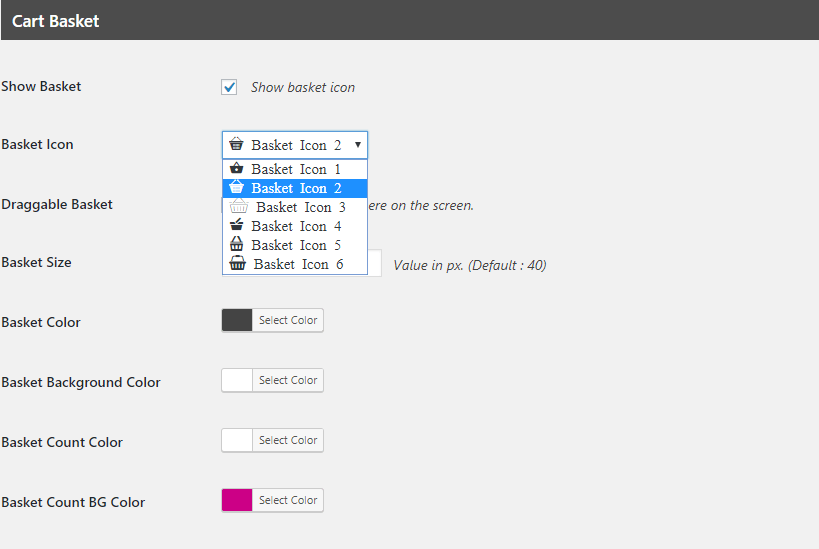 Cart Basket
Show Basket Show basket icon
Basket Icon Basket Icon 2
Basket Icon 1
Basket Icon 2
Draggable Basket Basket Icon 3 ere on the screen.
Basket Icon 4
Basket Icon 5
Basket Size Basket Icon 6 Value in px. (Default : 40)
Basket Color Select Color
Basket Background Color Select Color
Basket Count Color Select Color
Basket Count BG Color Select Color